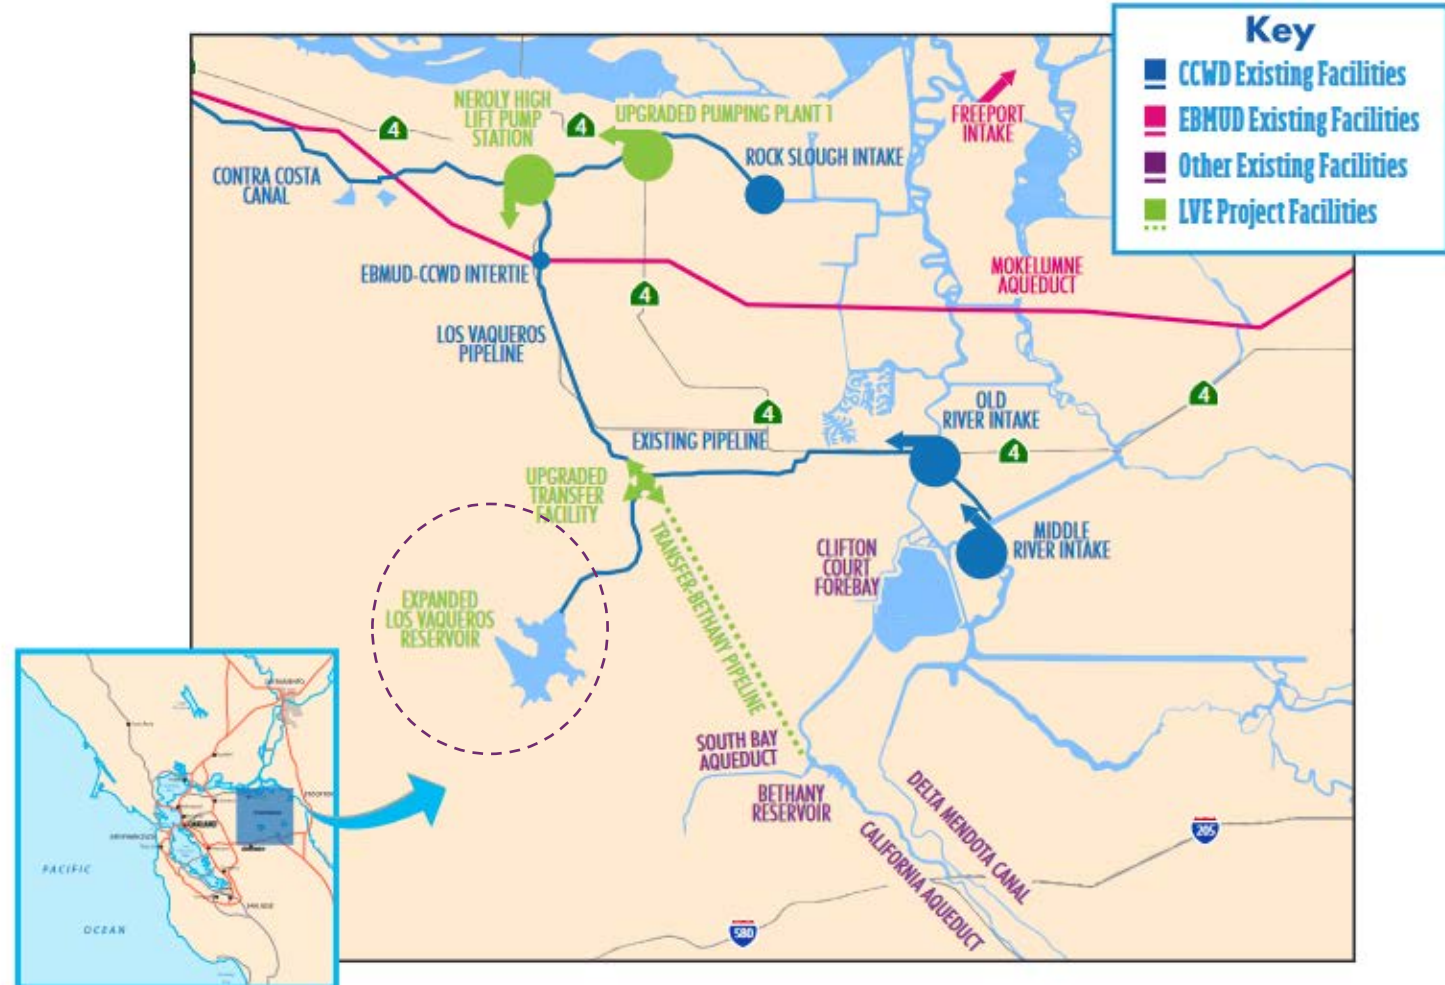 Key
CCWD Existing Facilities
EBMUD Existing Facilities
Other Existing Facilities
LVE Project Facilities
NEROLY HIGH
LIFT PUMP
STATION
4
4
UPGRADED PUMPING PLANT 1
FREEPORT
INTAKE
ROCK SLOUGH INTAKE
CONTRA COSTA
CANAL
EBMUD-CCWD INTERTIE
4
MOKELUMNE
AQUEDUCT
LOS VAQUEROS
PIPELINE
4
4
OLD
RIVER INTAKE
EXISTING PIPELINE
4
UPGRADED
TRANSFER
FACILITY
TRANSFER-BETHANY PIPELINE
CLIFTON
COURT
FOREBAY
MIDDLE
RIVER INTAKE
EXPANDED
LOS VAQUEROS
RESERVOIR
SOUTH BAY
AQUEDUCT
BETHANY
RESERVOIR
DELTA MENDOTA CANAL
CALIFORNIA AQUEDUCT
205
580
OAKLAND
SAN JOSE
PACIFIC
OCEAN